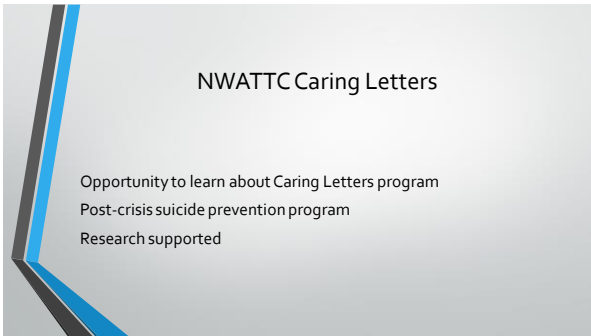 NWATTC Caring Letters
Opportunity to learn about Caring Letters program
Post-crisis suicide prevention program
Research supported